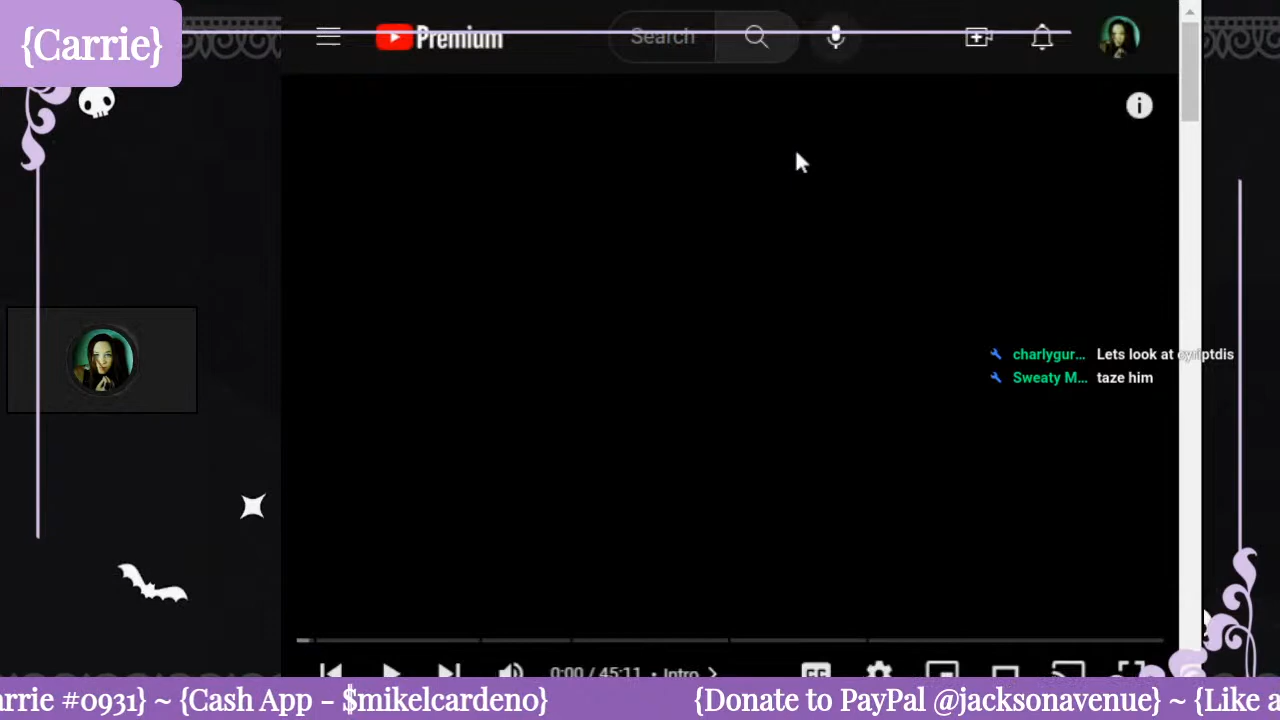 {Carrie}
Premium
Search
charlygur... Lets look at cyriptdis
Sweaty M... taze him
0:00 / 45:11 • Intro
arrie #0931} ~ {Cash App - $mikelcardeno} {Donate to PayPal @jacksonavenue} ~ {Like a